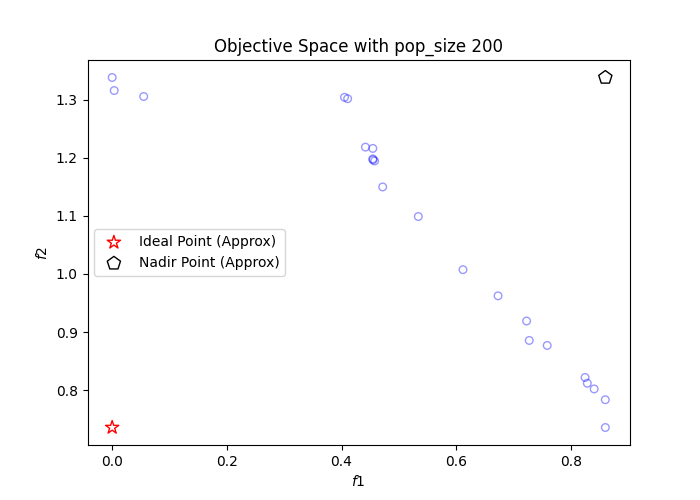 Objective Space with pop_size 200
1.3
1.2
1.1
1.0
0.9
0.8
f2
Ideal Point (Approx)
Nadir Point (Approx)
0.0 0.2 0.4 0.6 0.8
f1